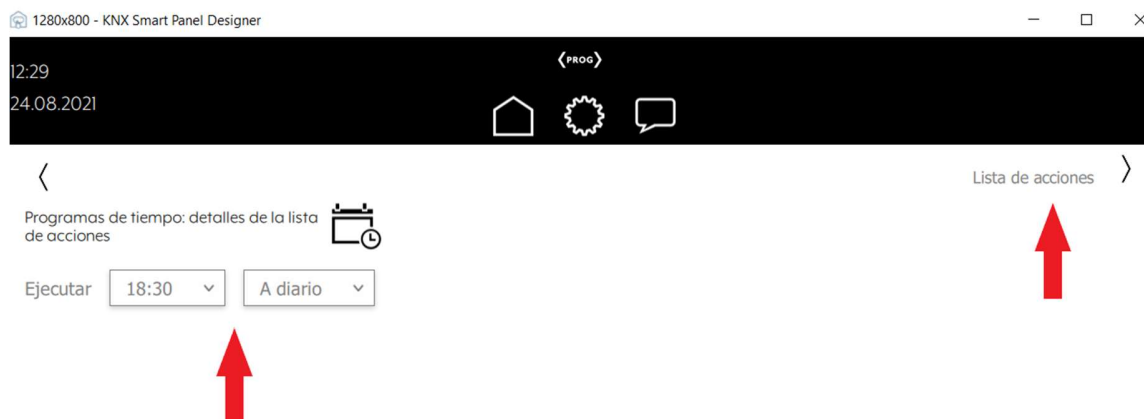 1280x800 - KNX Smart Panel Designer
12:29
⟨PROG⟩
24.08.2021
Lista de acciones
Programas de tiempo: detalles de la lista
de acciones
Ejecutar 18:30 A diario